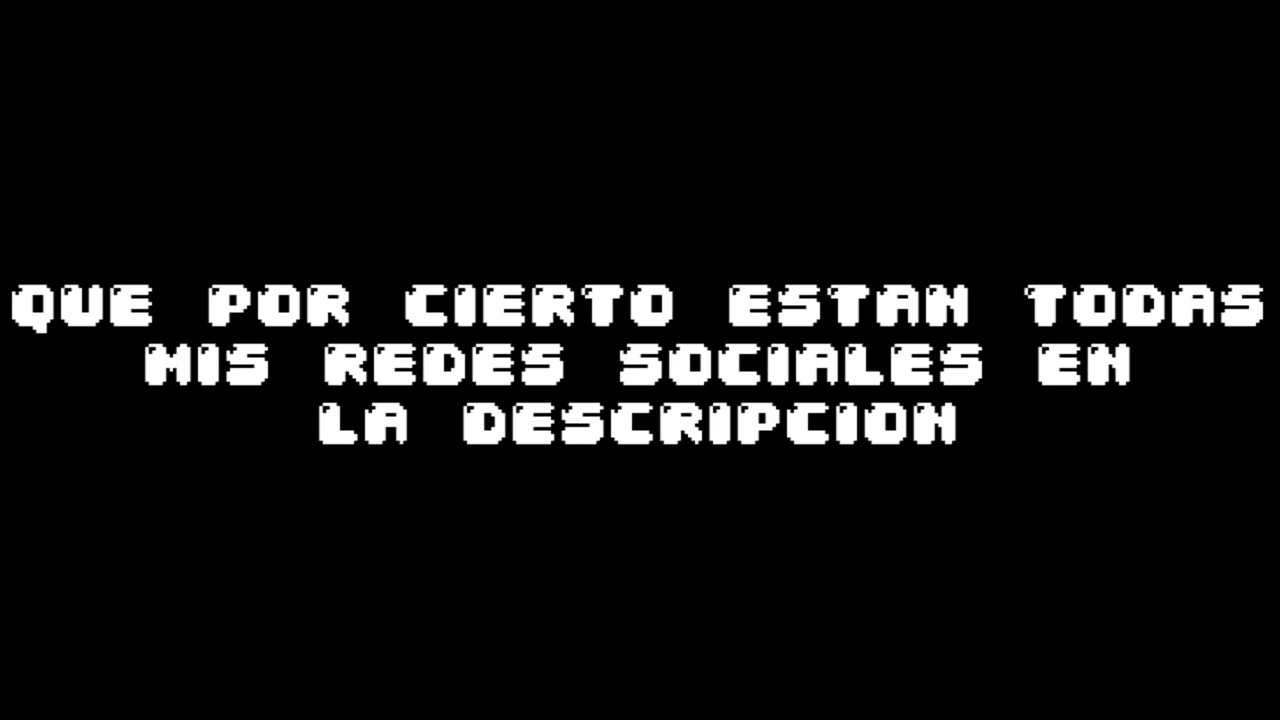 QUE POR CIERTO ESTAN TODAS
MIS REDES SOCIALES EN
LA DESCRIPCION